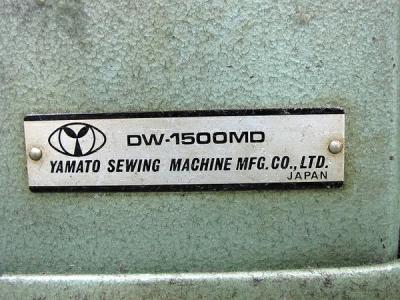 DW-1500MD
YAMATO SEWING MACHINE MFG. CO., LTD.
JAPAN